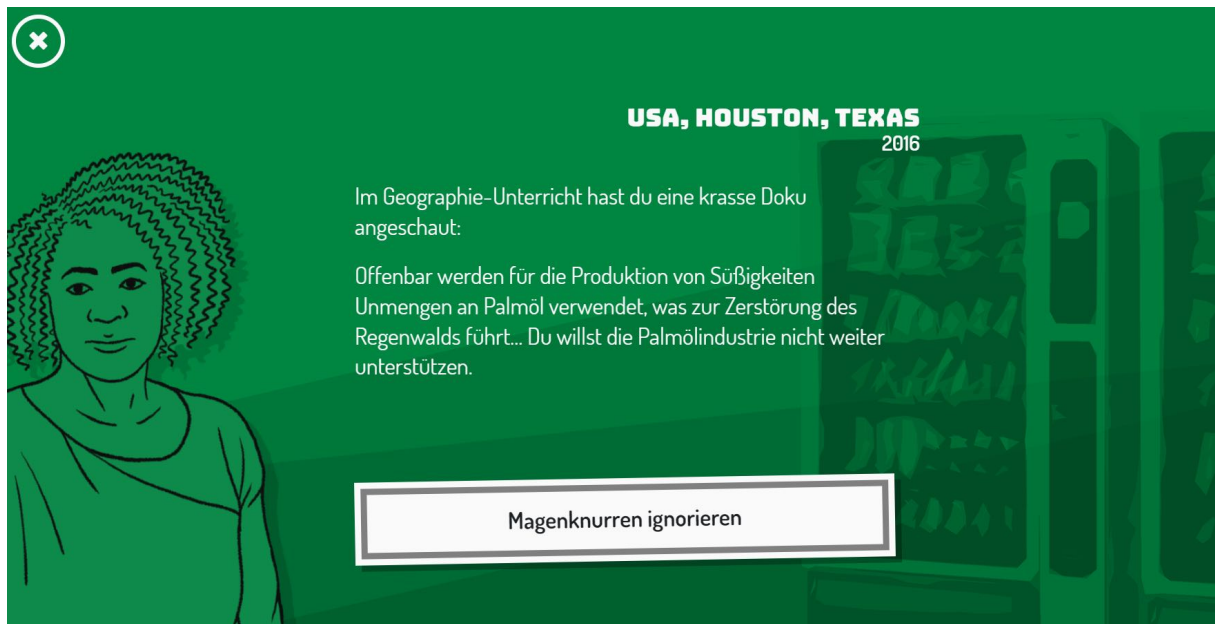 USA, HOUSTON, TEXAS
2016
Im Geographie-Unterricht hast du eine krasse Doku
angeschaut:
Offenbar werden für die Produktion von Süßigkeiten
Unmengen an Palmöl verwendet, was zur Zerstörung des
Regenwalds führt... Du willst die Palmölindustrie nicht weiter
unterstützen.
Magenknurren ignorieren